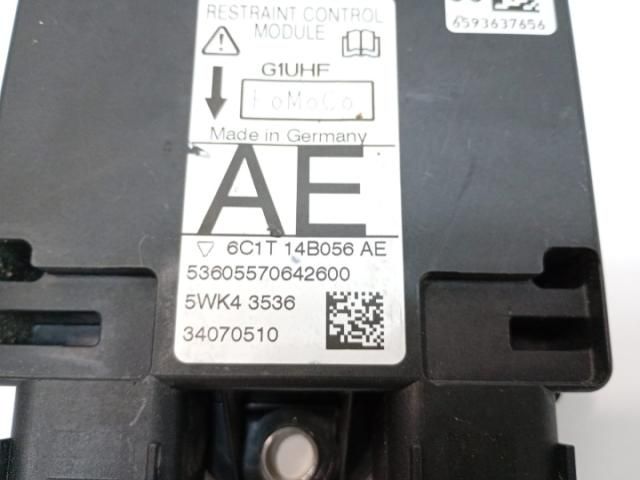 6593637656
RESTRAINT CONTROL
MODULE
G1UHF
FoMoCo
Made in Germany
AE
6C1T 14B056 AE
53605570642600
5WK4 3536
34070510